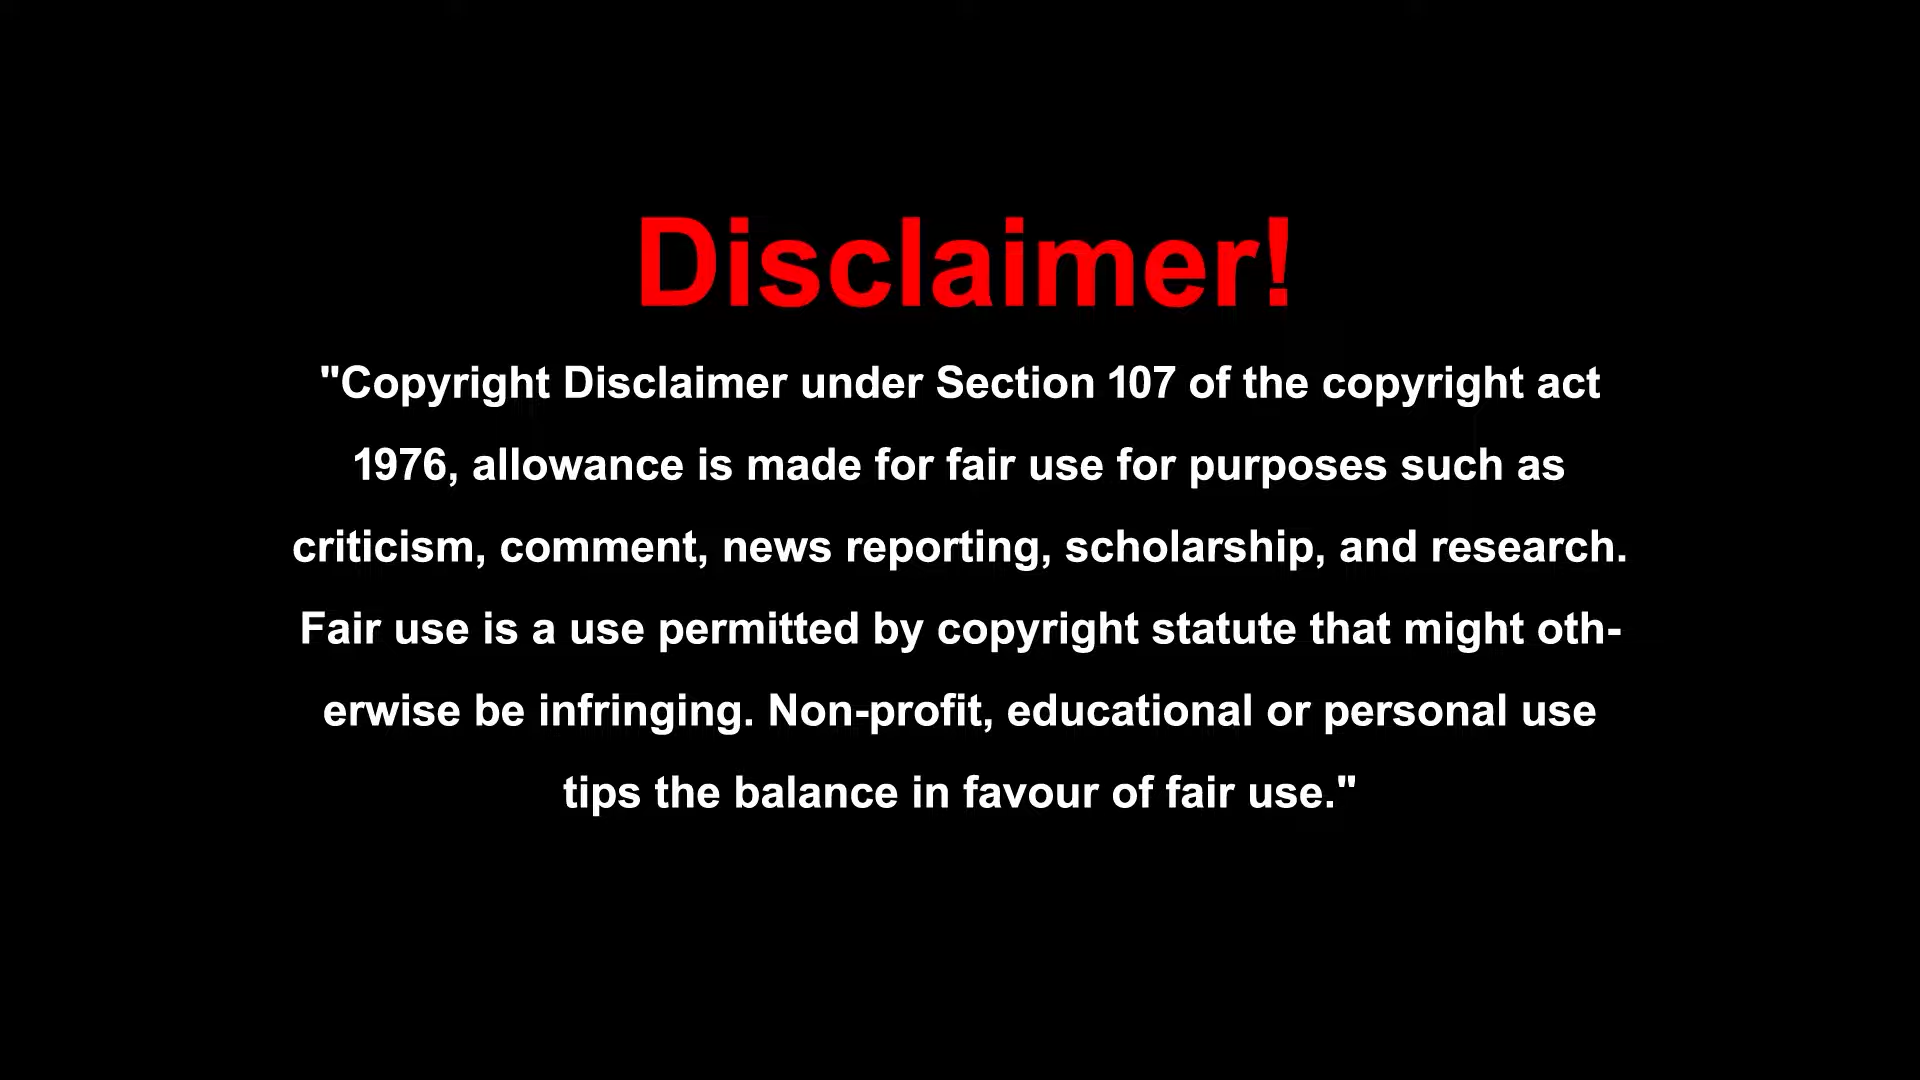 Disclaimer!
"Copyright Disclaimer under Section 107 of the copyright act
1976, allowance is made for fair use for purposes such as
criticism, comment, news reporting, scholarship, and research.
Fair use is a use permitted by copyright statute that might oth-
erwise be infringing. Non-profit, educational or personal use
tips the balance in favour of fair use."